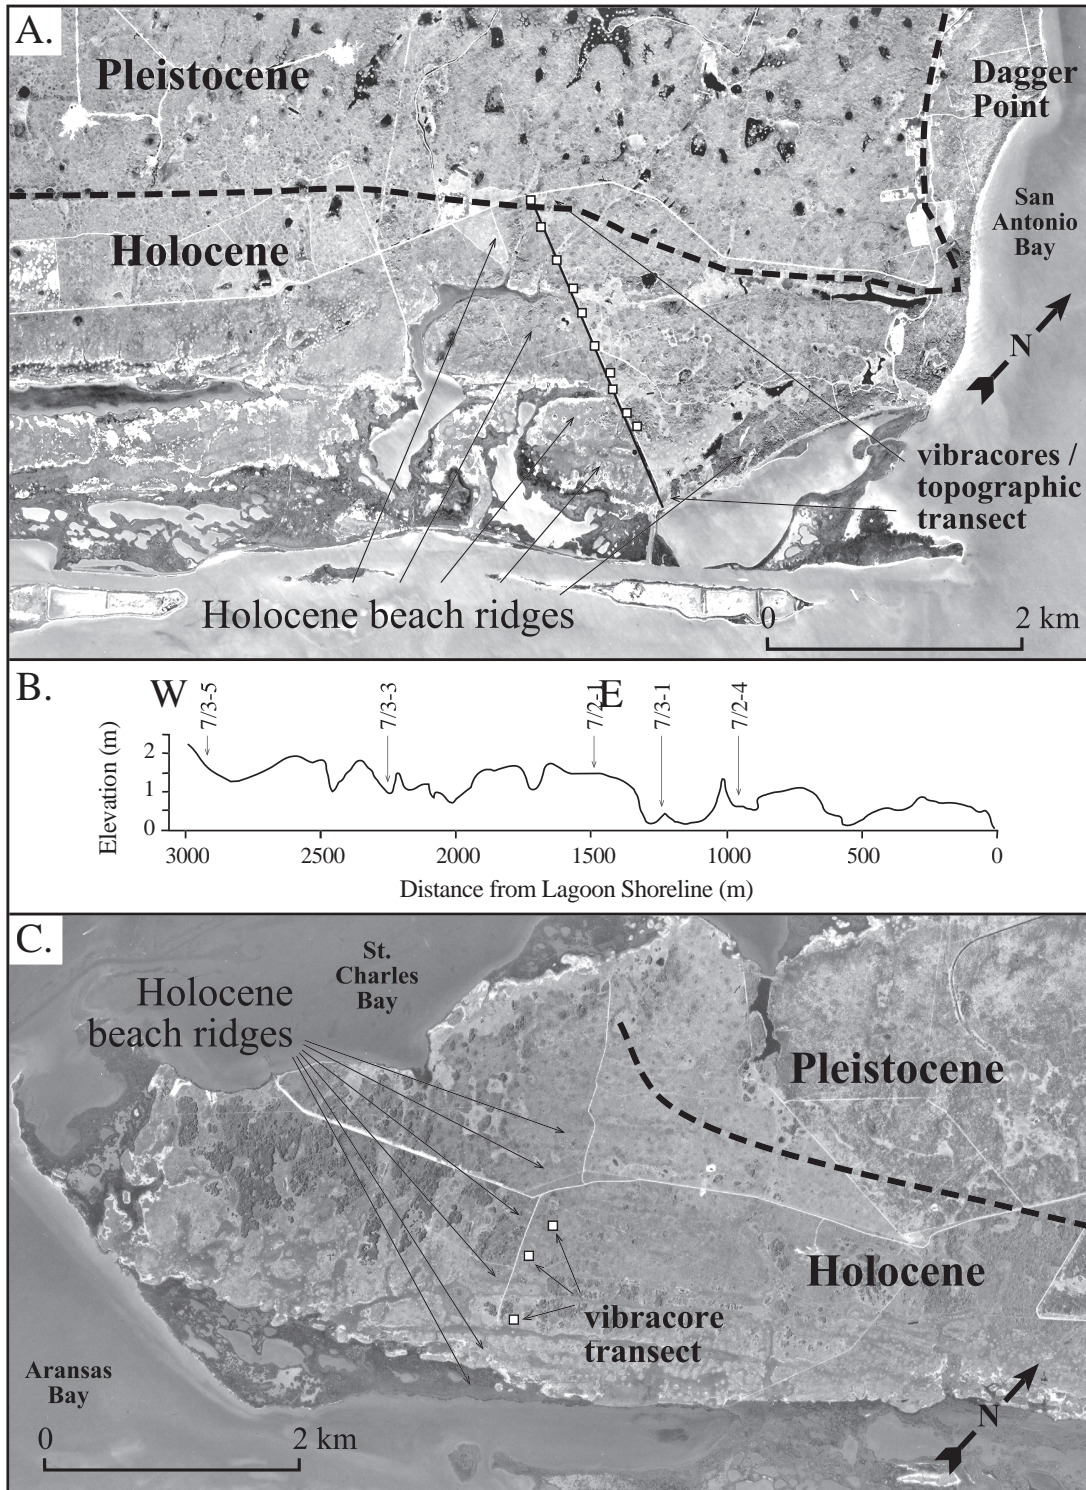 A.
Pleistocene
Dagger
Point
San
Antonio
Bay
Holocene
N
vibracores /
topographic
transect
Holocene beach ridges
0
2 km
B.
W
E
7/3-5
7/3-3
7/2-1
7/3-1
7/2-4
Elevation (m)
2
1
0
3000
2500
2000
1500
1000
500
0
Distance from Lagoon Shoreline (m)
C.
St.
Charles
Bay
Holocene
beach ridges
Pleistocene
Holocene
vibracore
transect
Aransas
Bay
N
0
2 km